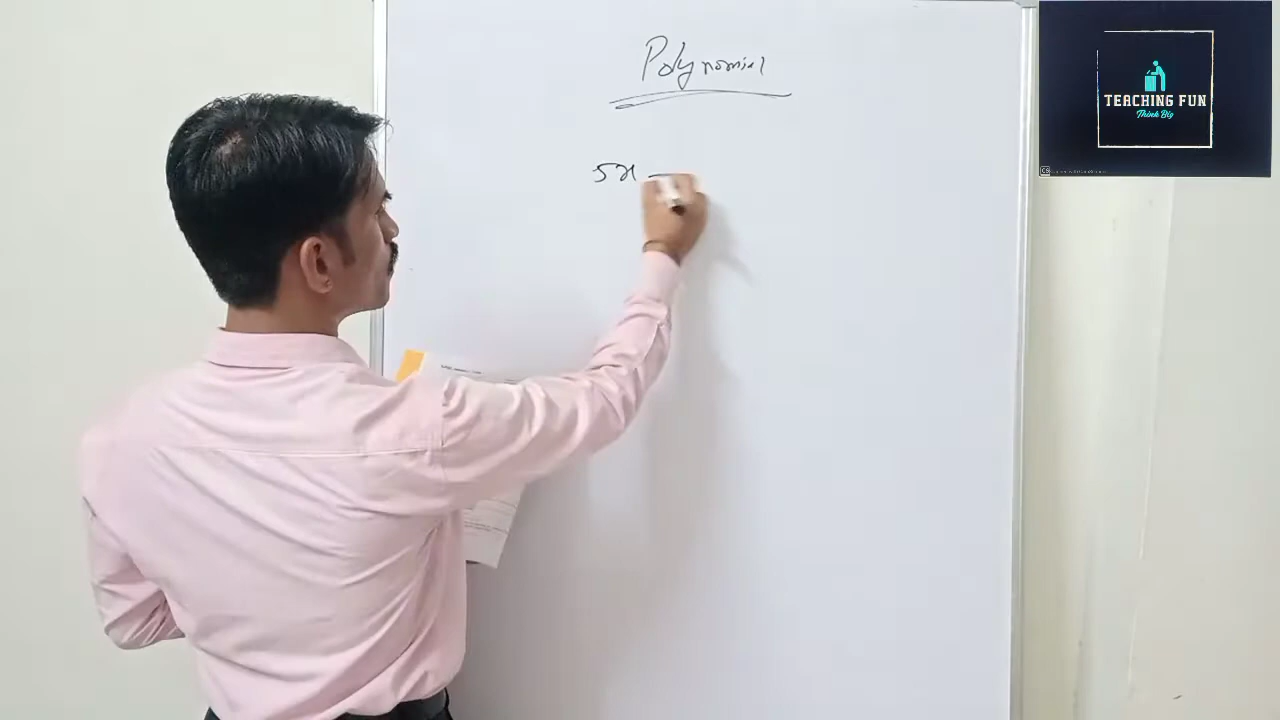 Polynomial
5x —
TEACHING FUN
Think Big